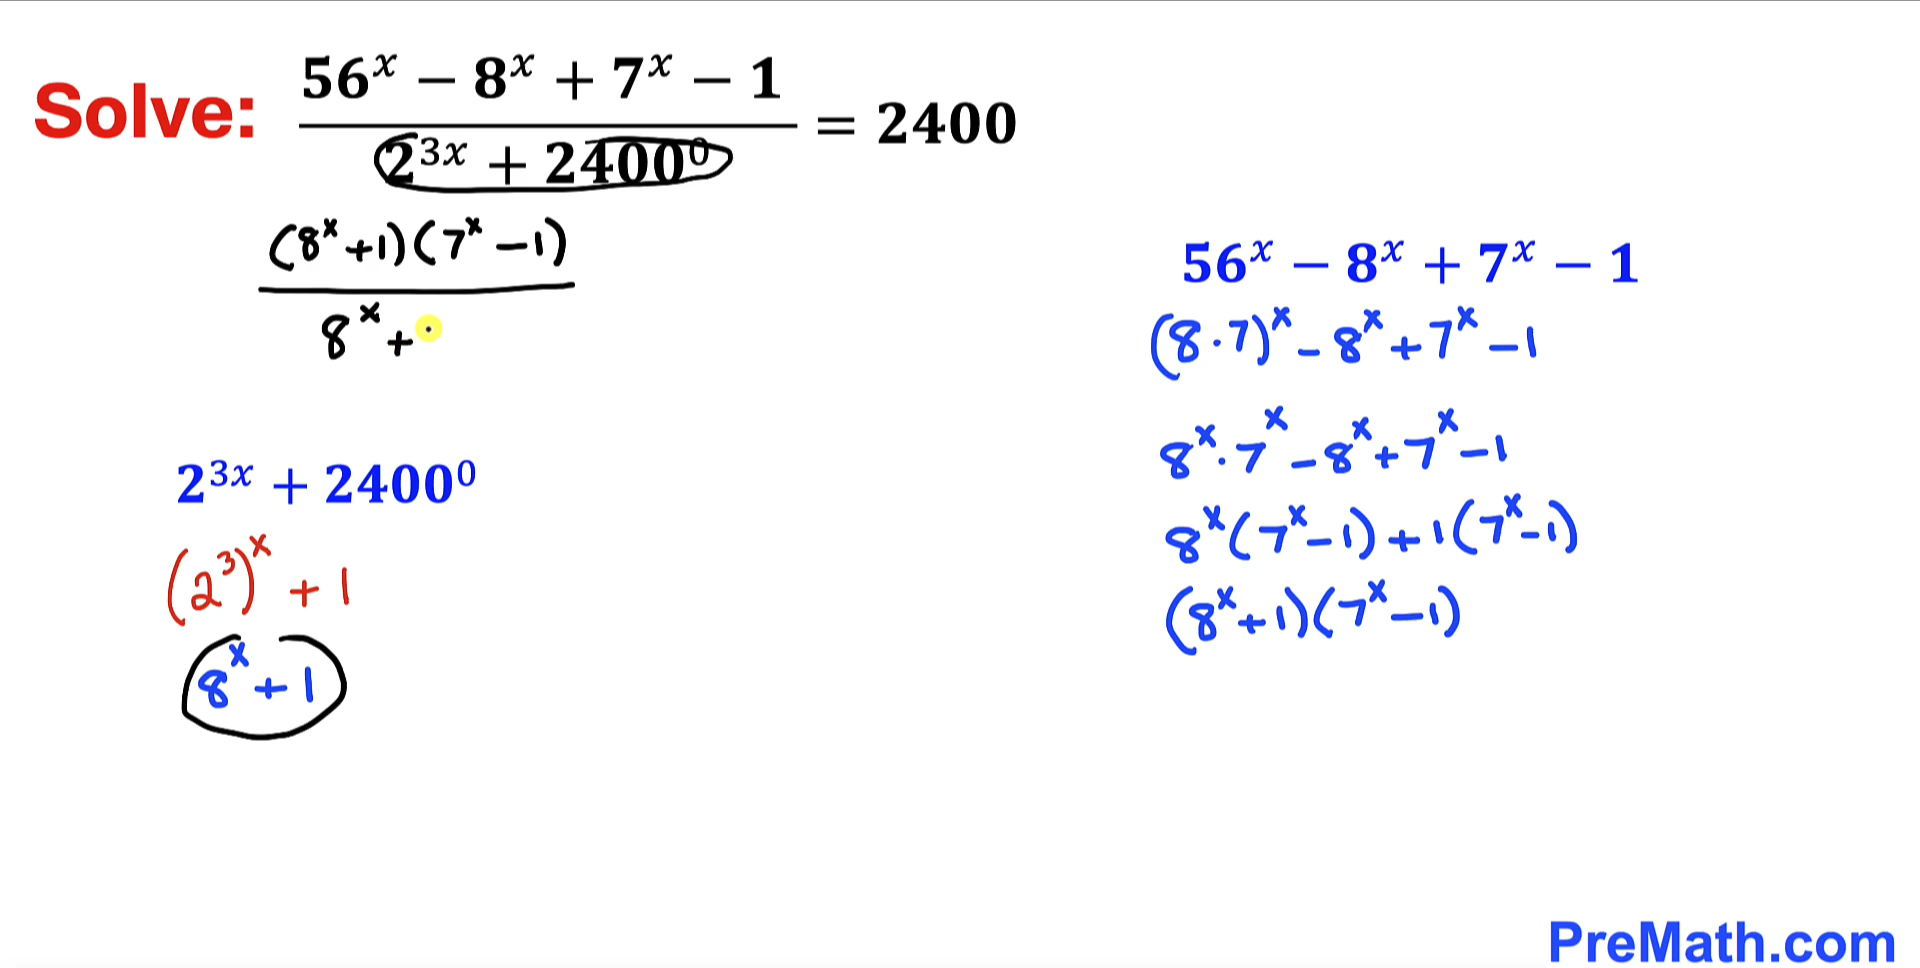 Solve: (56^x − 8^x + 7^x − 1) / (2^{3x} + 2400^0) = 2400
(8^x + 1)(7^x − 1)
8^x +
2^{3x} + 2400^0
(2^3)^x + 1
8^x + 1
56^x − 8^x + 7^x − 1
(8 · 7)^x − 8^x + 7^x − 1
8^x · 7^x − 8^x + 7^x − 1
8^x(7^x − 1) + 1(7^x − 1)
(8^x + 1)(7^x − 1)
PreMath.com